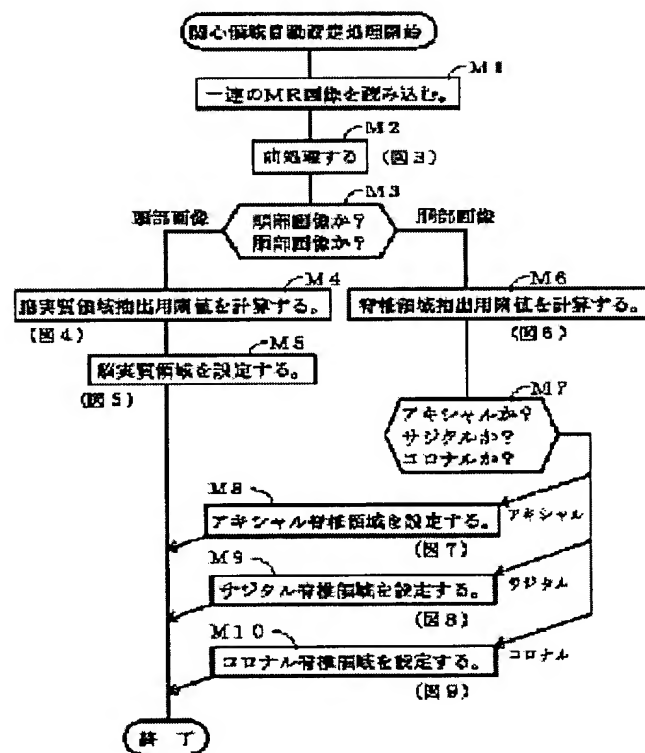 関心領域自動設定処理開始
M1
一連のMR画像を読み込む。
M2
前処理する (図3)
M3
頭部画像 頭部画像か? 胴部画像
胴部画像か?
M4
脳実質領域抽出用閾値を計算する。
(図4)
M5
脳実質領域を設定する。
(図5)
M6
脊椎領域抽出用閾値を計算する。
(図6)
M7
アキシャルか?
サジタルか?
コロナルか?
M8
アキシャル脊椎領域を設定する。 アキシャル
(図7)
M9
サジタル脊椎領域を設定する。 サジタル
(図8)
M10
コロナル脊椎領域を設定する。 コロナル
(図9)
終了